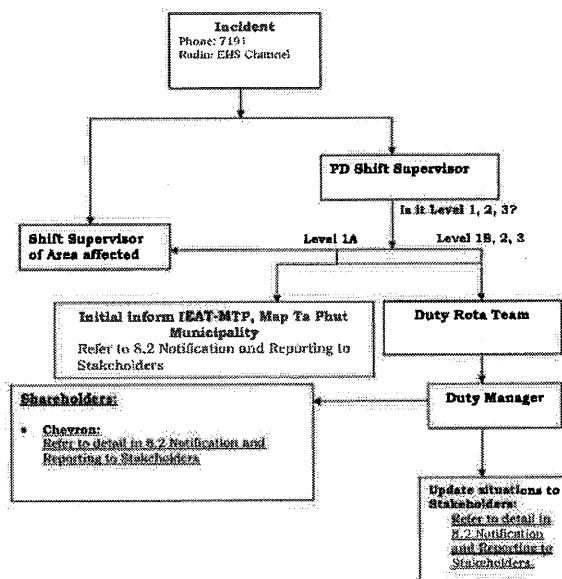 Incident
Phone: 7191
Radio: EHS Channel
PD Shift Supervisor
Is it Level 1, 2, 3?
Shift Supervisor
of Area affected
Level 1A
Level 1B, 2, 3
Initial inform IEAT-MTP, Map Ta Phut
Municipality
Refer to 8.2 Notification and Reporting to
Stakeholders
Duty Rota Team
Shareholders:
• Chevron:
Refer to detail in 8.2 Notification and
Reporting to Stakeholders
Duty Manager
Update situations to
Stakeholders:
Refer to detail in
8.2 Notification
and Reporting to
Stakeholders.